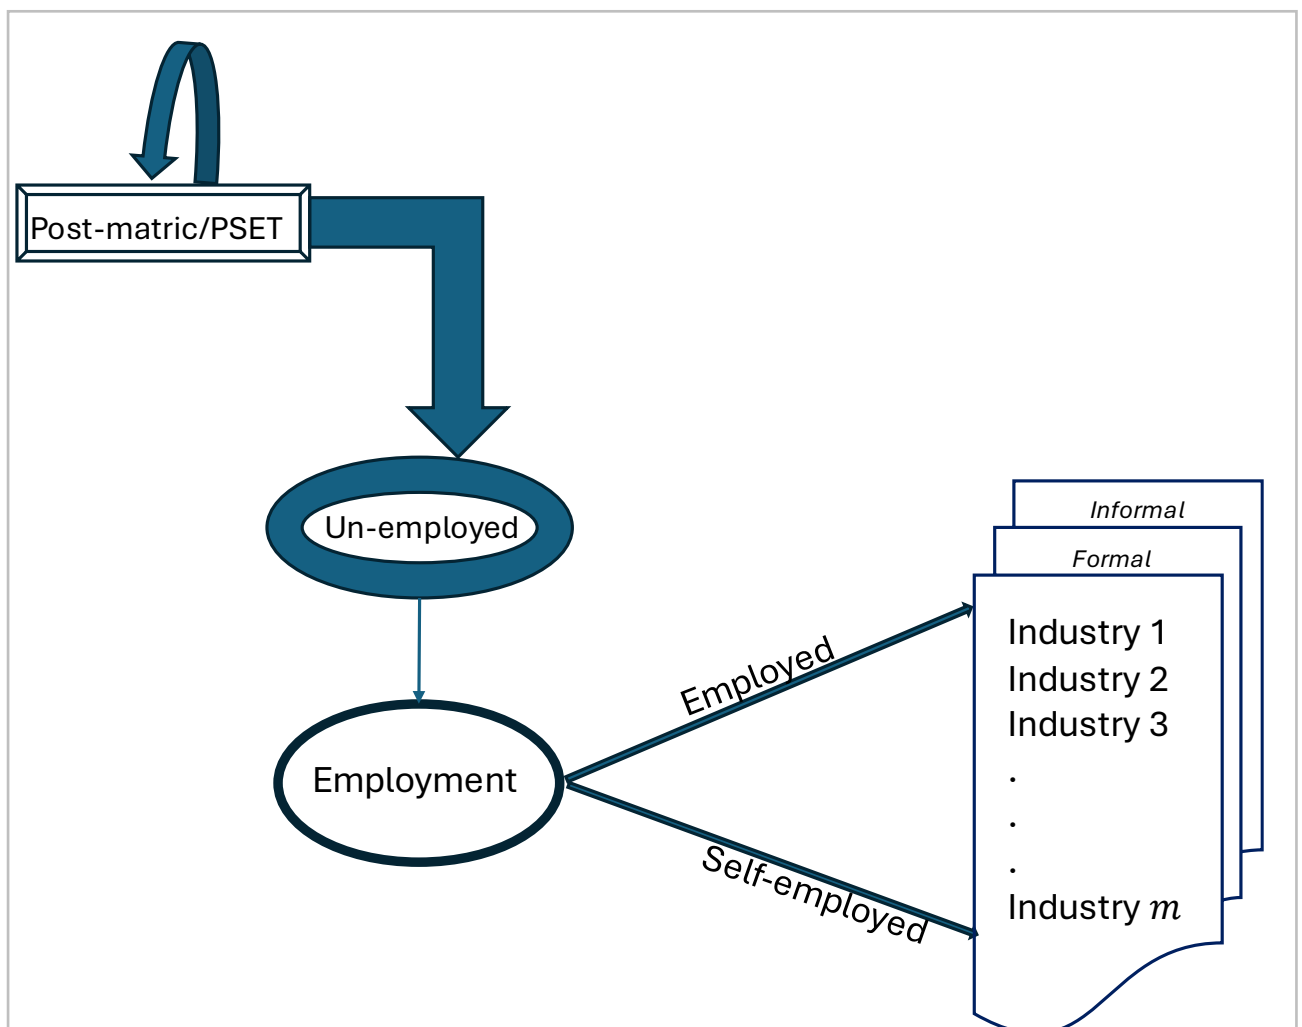 Post-matric/PSET
Un-employed
Employment
Employed
Self-employed
Informal
Formal
Industry 1
Industry 2
Industry 3
.
.
.
Industry m